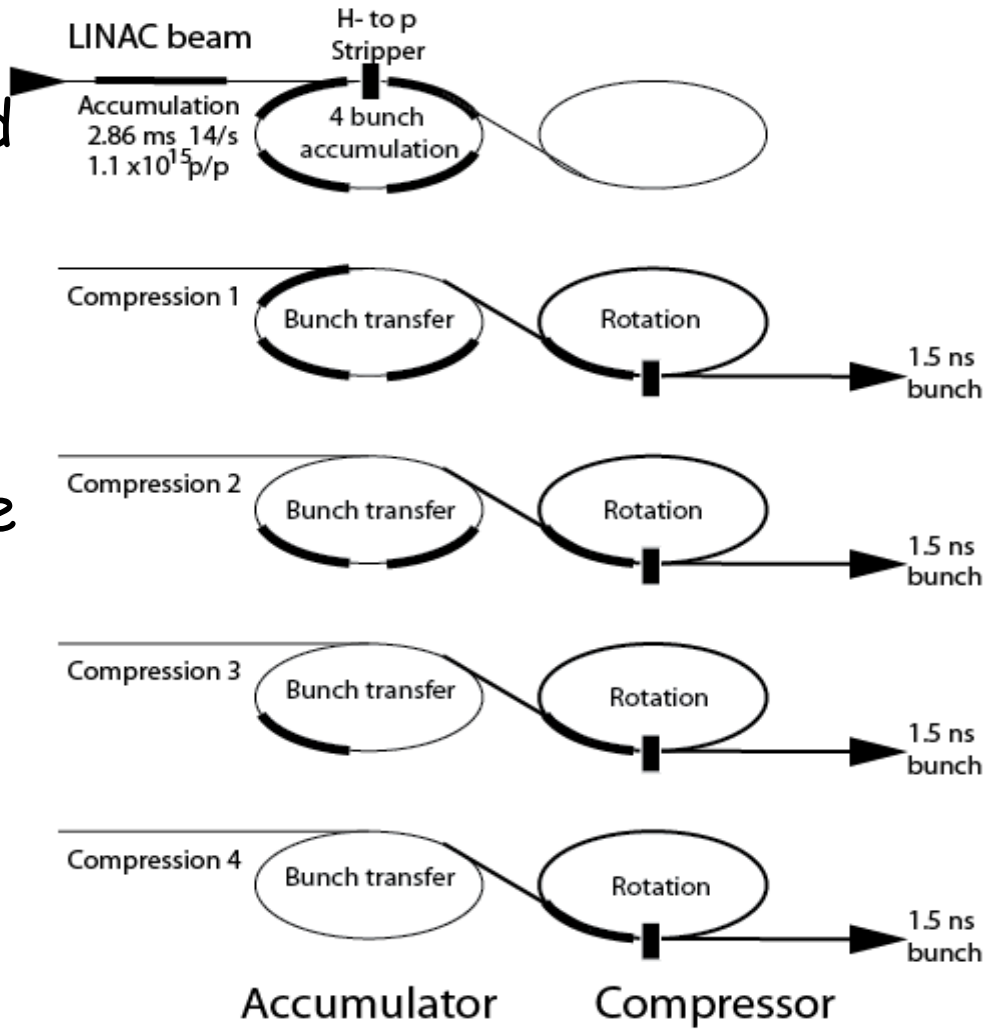 H- to p
Stripper
LINAC beam
Accumulation
2.86 ms 14/s
1.1 x10^15 p/p
4 bunch
accumulation
d
Compression 1
Bunch transfer
Rotation
1.5 ns
bunch
Compression 2
Bunch transfer
Rotation
1.5 ns
bunch
e
Compression 3
Bunch transfer
Rotation
1.5 ns
bunch
Compression 4
Bunch transfer
Rotation
1.5 ns
bunch
Accumulator
Compressor